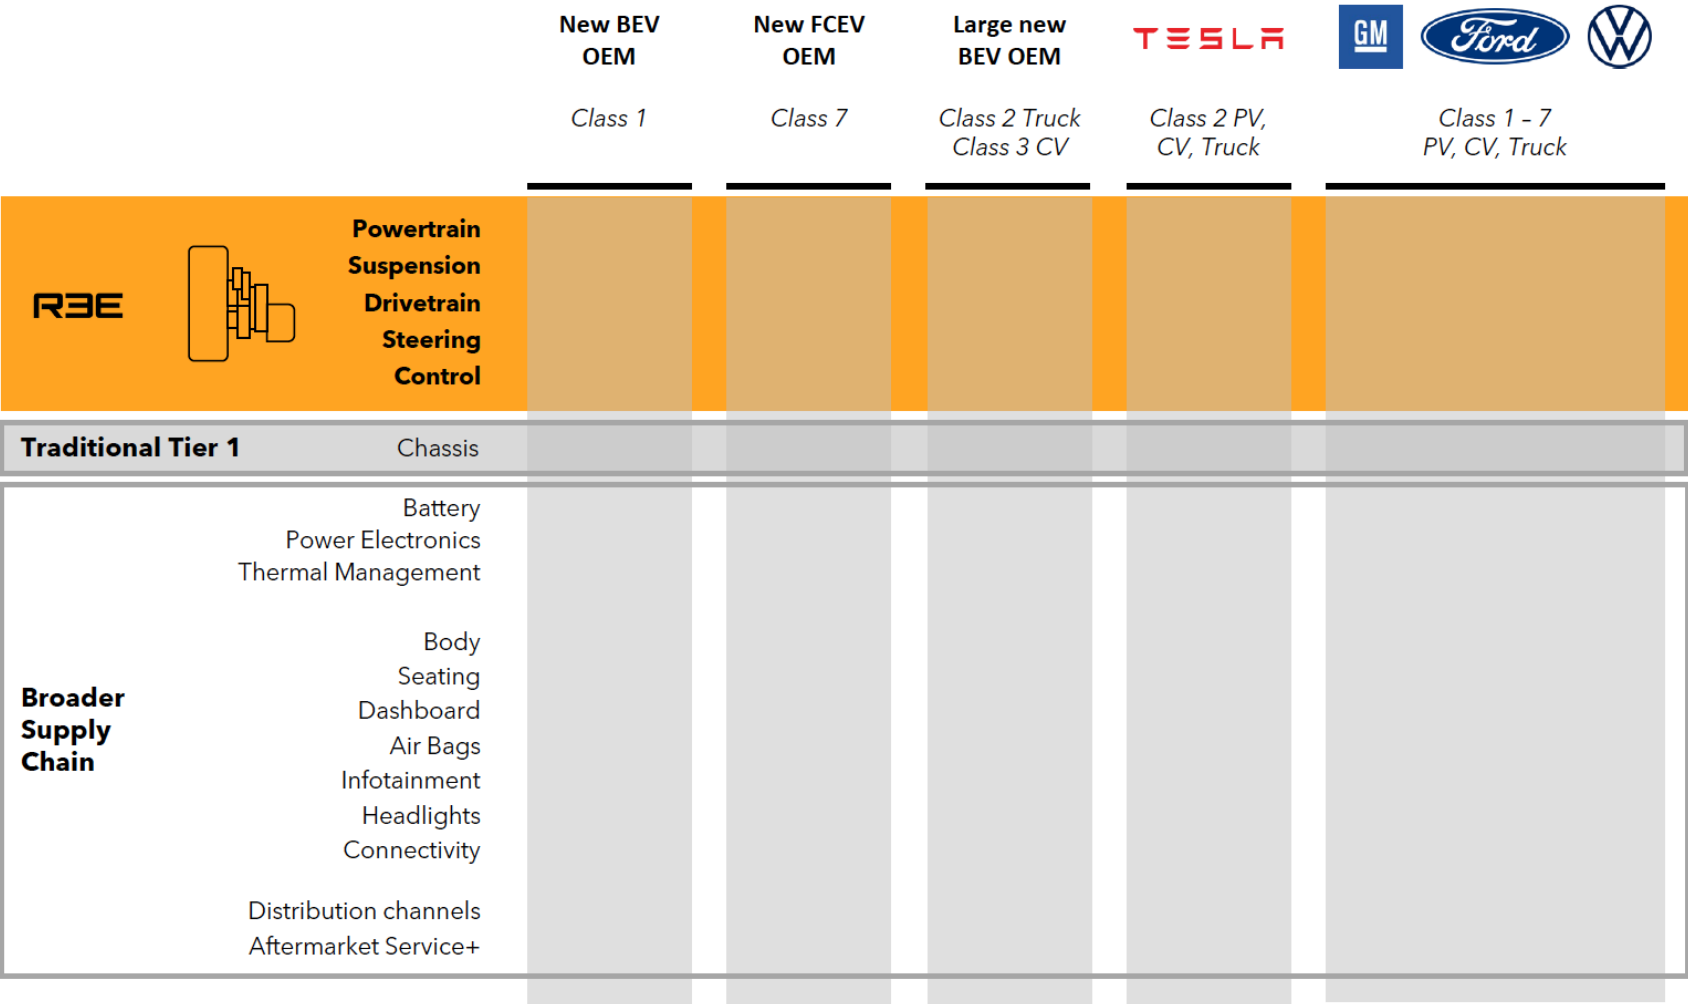 New BEV
OEM
New FCEV
OEM
Large new
BEV OEM
TESLA
GM
Ford
VW
Class 1
Class 7
Class 2 Truck
Class 3 CV
Class 2 PV,
CV, Truck
Class 1 – 7
PV, CV, Truck
REE
Powertrain
Suspension
Drivetrain
Steering
Control
Traditional Tier 1
Chassis
Broader
Supply
Chain
Battery
Power Electronics
Thermal Management
Body
Seating
Dashboard
Air Bags
Infotainment
Headlights
Connectivity
Distribution channels
Aftermarket Service+